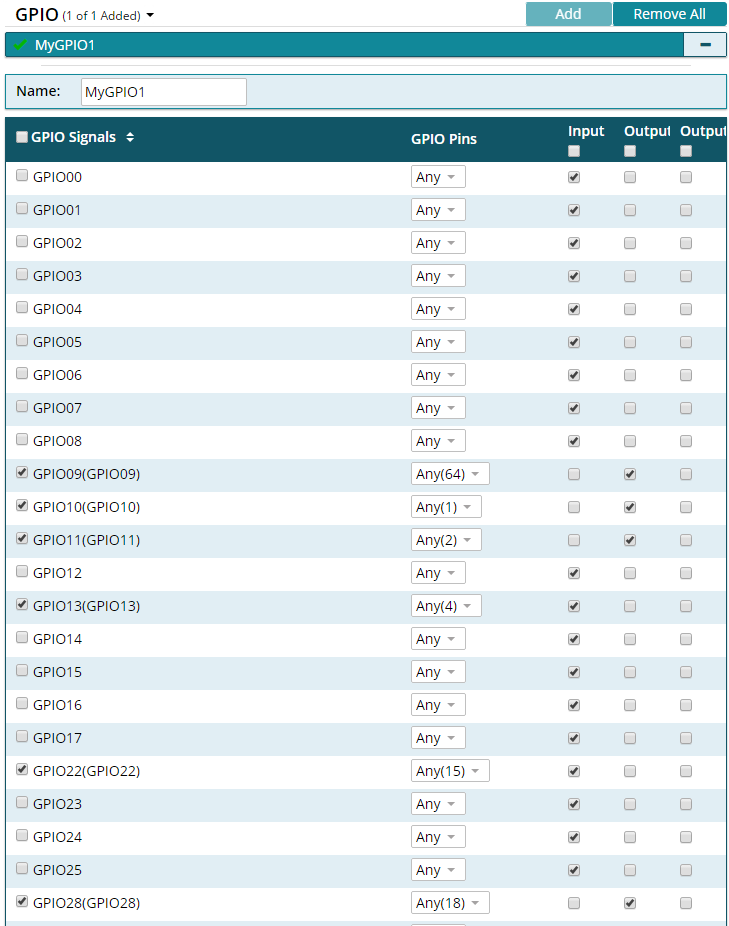 GPIO (1 of 1 Added)
Add Remove All
MyGPIO1
Name: MyGPIO1
GPIO Signals GPIO Pins Input Output Output
GPIO00 Any
GPIO01 Any
GPIO02 Any
GPIO03 Any
GPIO04 Any
GPIO05 Any
GPIO06 Any
GPIO07 Any
GPIO08 Any
GPIO09(GPIO09) Any(64)
GPIO10(GPIO10) Any(1)
GPIO11(GPIO11) Any(2)
GPIO12 Any
GPIO13(GPIO13) Any(4)
GPIO14 Any
GPIO15 Any
GPIO16 Any
GPIO17 Any
GPIO22(GPIO22) Any(15)
GPIO23 Any
GPIO24 Any
GPIO25 Any
GPIO28(GPIO28) Any(18)